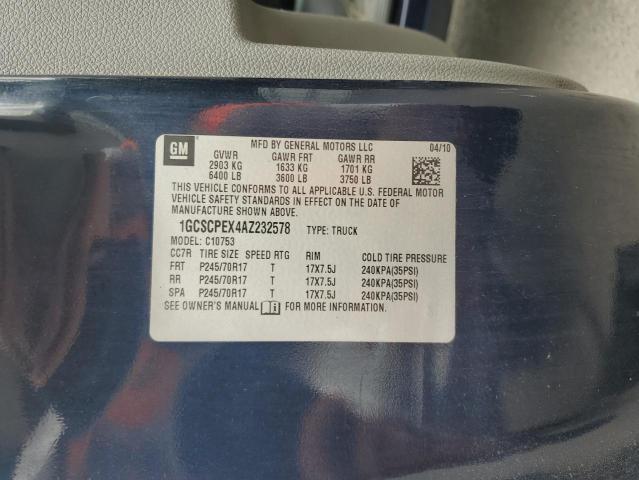 GM MFD BY GENERAL MOTORS LLC 04/10
GVWR GAWR FRT GAWR RR
2903 KG 1633 KG 1701 KG
6400 LB 3600 LB 3750 LB
THIS VEHICLE CONFORMS TO ALL APPLICABLE U.S. FEDERAL MOTOR
VEHICLE SAFETY STANDARDS IN EFFECT ON THE DATE OF
MANUFACTURE SHOWN ABOVE.
1GCSCPEX4AZ232578 TYPE: TRUCK
MODEL: C10753
CC7R TIRE SIZE SPEED RTG RIM COLD TIRE PRESSURE
FRT P245/70R17 T 17X7.5J 240KPA(35PSI)
RR P245/70R17 T 17X7.5J 240KPA(35PSI)
SPA P245/70R17 T 17X7.5J 240KPA(35PSI)
SEE OWNER'S MANUAL FOR MORE INFORMATION.